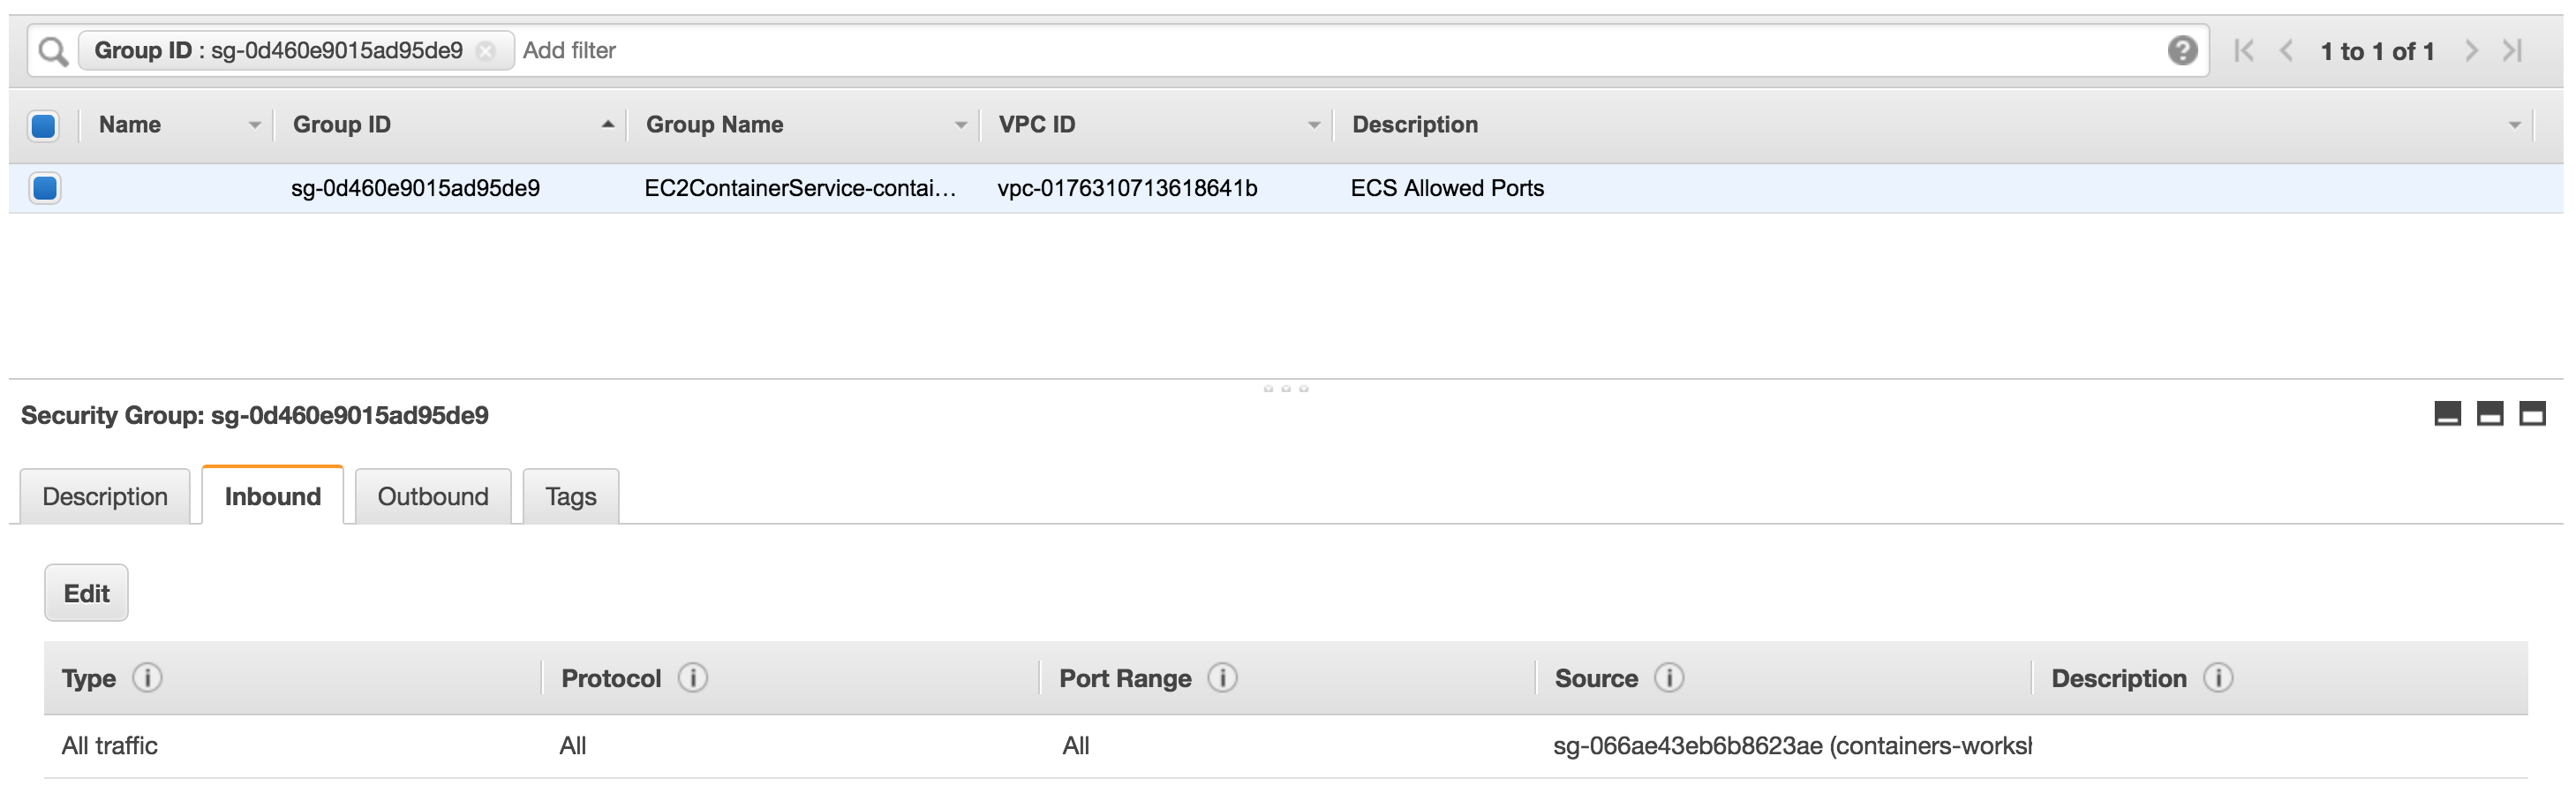 Group ID : sg-0d460e9015ad95de9 Add filter 1 to 1 of 1
Name Group ID Group Name VPC ID Description
sg-0d460e9015ad95de9 EC2ContainerService-contai… vpc-0176310713618641b ECS Allowed Ports
Security Group: sg-0d460e9015ad95de9
Description Inbound Outbound Tags
Edit
Type Protocol Port Range Source Description
All traffic All All sg-066ae43eb6b8623ae (containers-worksh